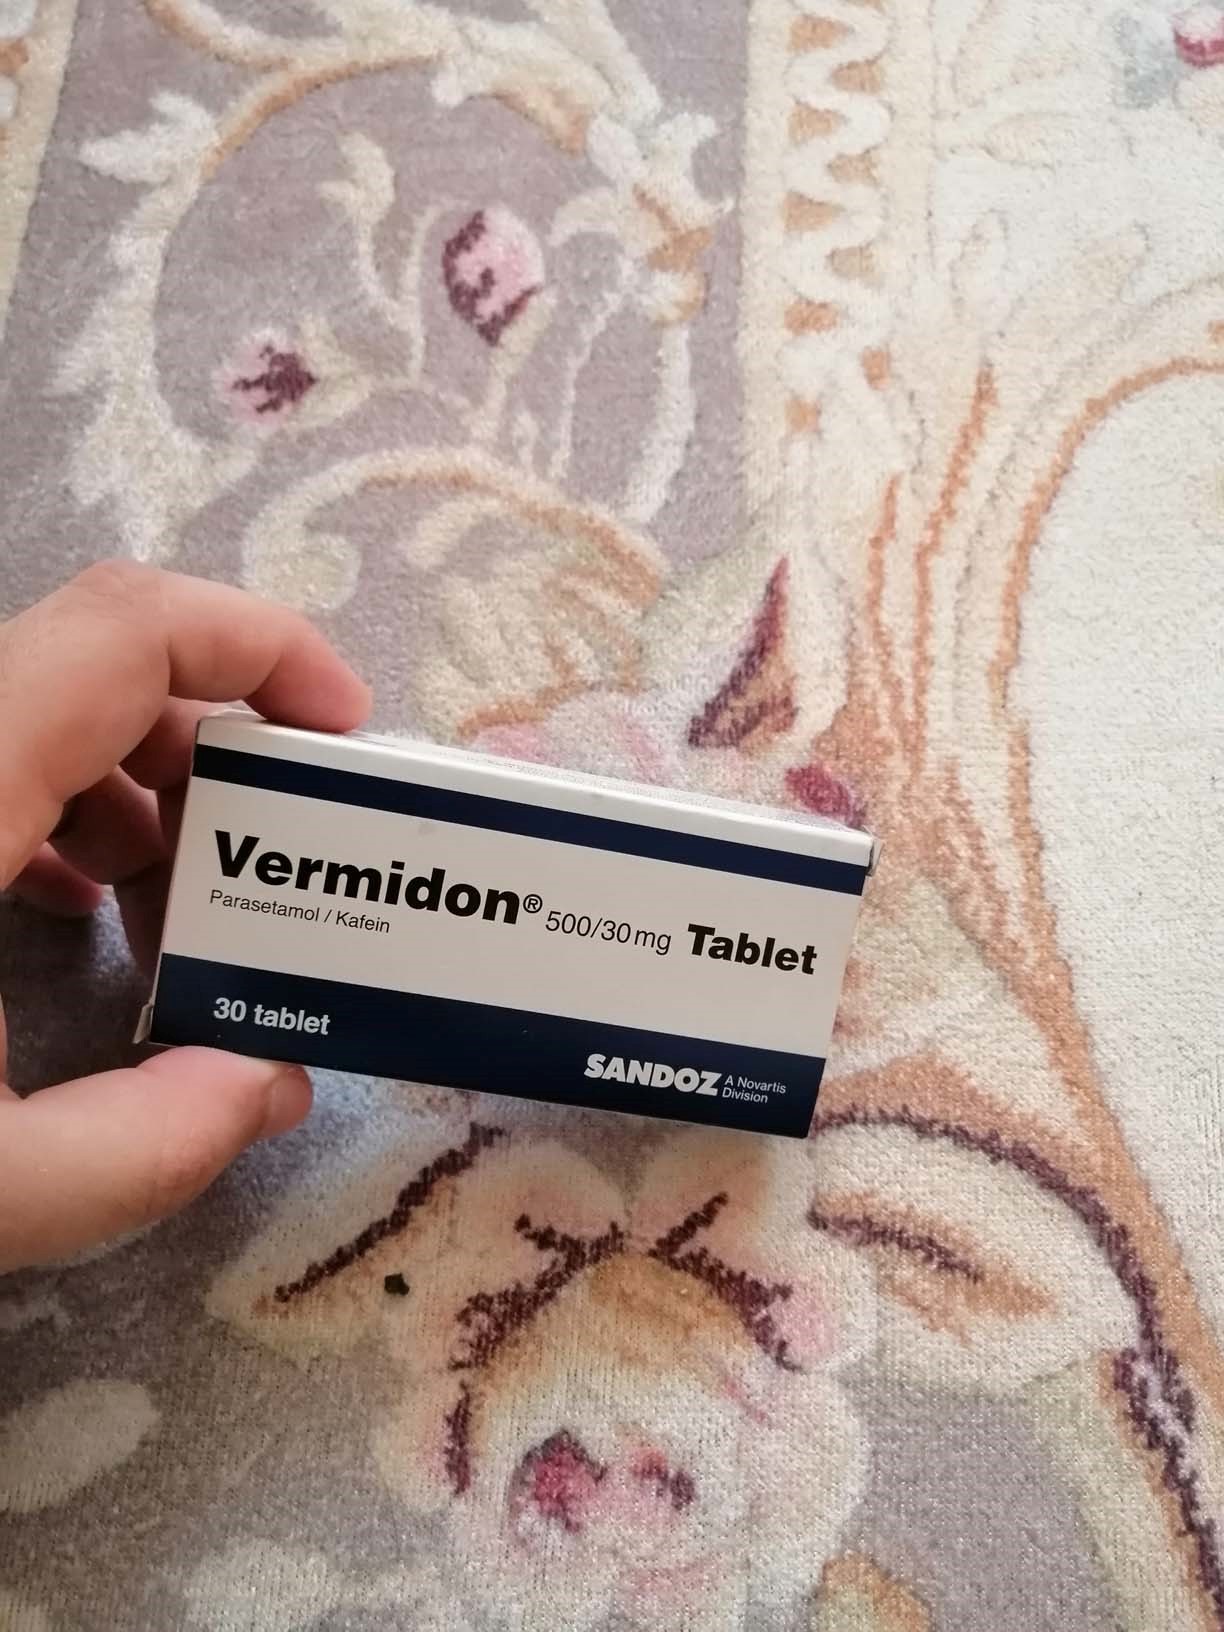 Vermidon® 500/30 mg Tablet
Parasetamol / Kafein
30 tablet
SANDOZ A Novartis
Division